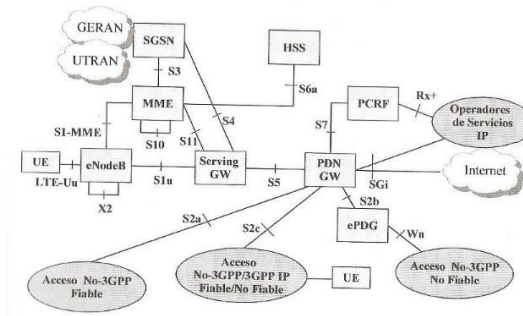 GERAN
UTRAN
SGSN
HSS
S3
S6a
MME
S4
PCRF
Rx+
Operadores
de Servicios
IP
S1-MME
S10
S11
S7
UE
LTE-Uu
eNodeB
S1u
Serving
GW
S5
PDN
GW
SGi
Internet
X2
S2a
S2c
S2b
ePDG
Wn
Acceso No-3GPP
Fiable
Acceso
No-3GPP/3GPP IP
Fiable/No Fiable
UE
Acceso No-3GPP
No Fiable